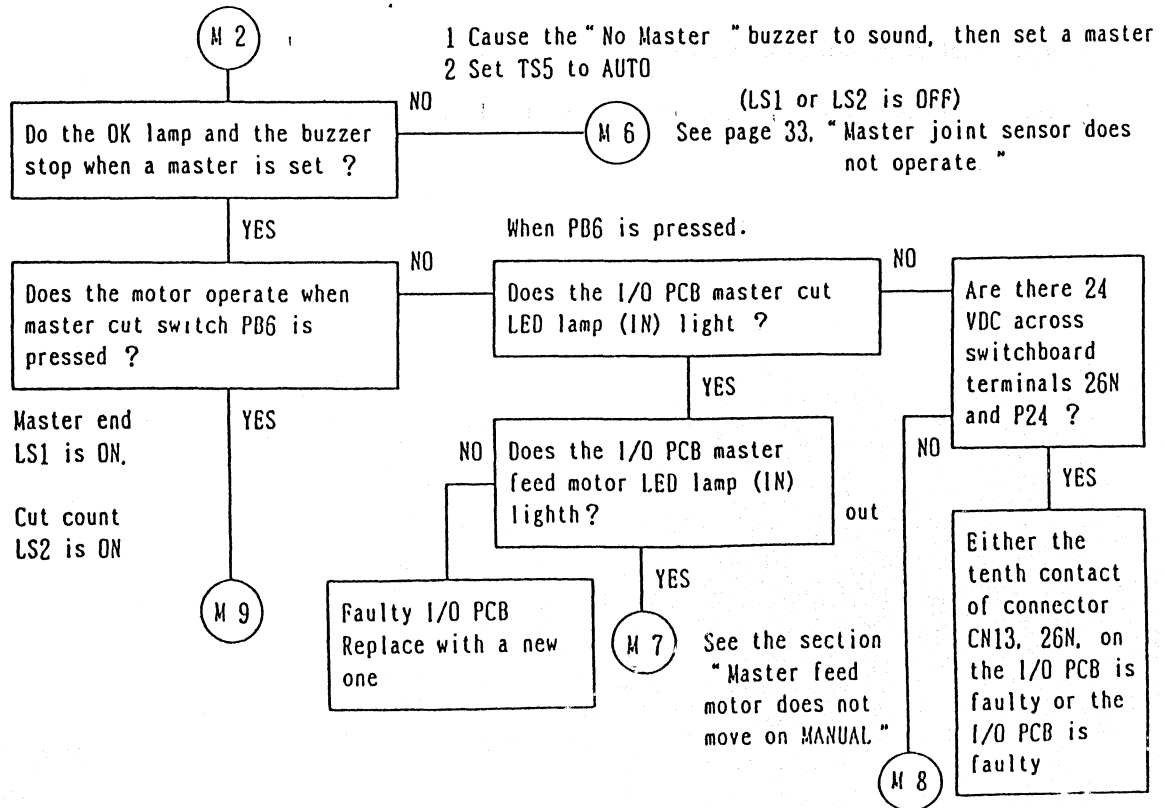 M 2
1 Cause the “ No Master ” buzzer to sound, then set a master
2 Set TS5 to AUTO
NO
Do the OK lamp and the buzzer
stop when a master is set ?
M 6
(LS1 or LS2 is OFF)
See page 33, “ Master joint sensor does
not operate ”
YES
NO
When PB6 is pressed.
NO
Does the motor operate when
master cut switch PB6 is
pressed ?
Does the I/O PCB master cut
LED lamp (IN) light ?
Are there 24
VDC across
switchboard
terminals 26N
and P24 ?
Master end
LS1 is ON.
YES
YES
Cut count
LS2 is ON
NO
Does the I/O PCB master
feed motor LED lamp (IN)
lighth?
out
NO
YES
M 9
Faulty I/O PCB
Replace with a new
one
YES
M 7
See the section
“ Master feed
motor does not
move on MANUAL ”
Either the
tenth contact
of connector
CN13, 26N, on
the I/O PCB is
faulty or the
I/O PCB is
faulty
M 8